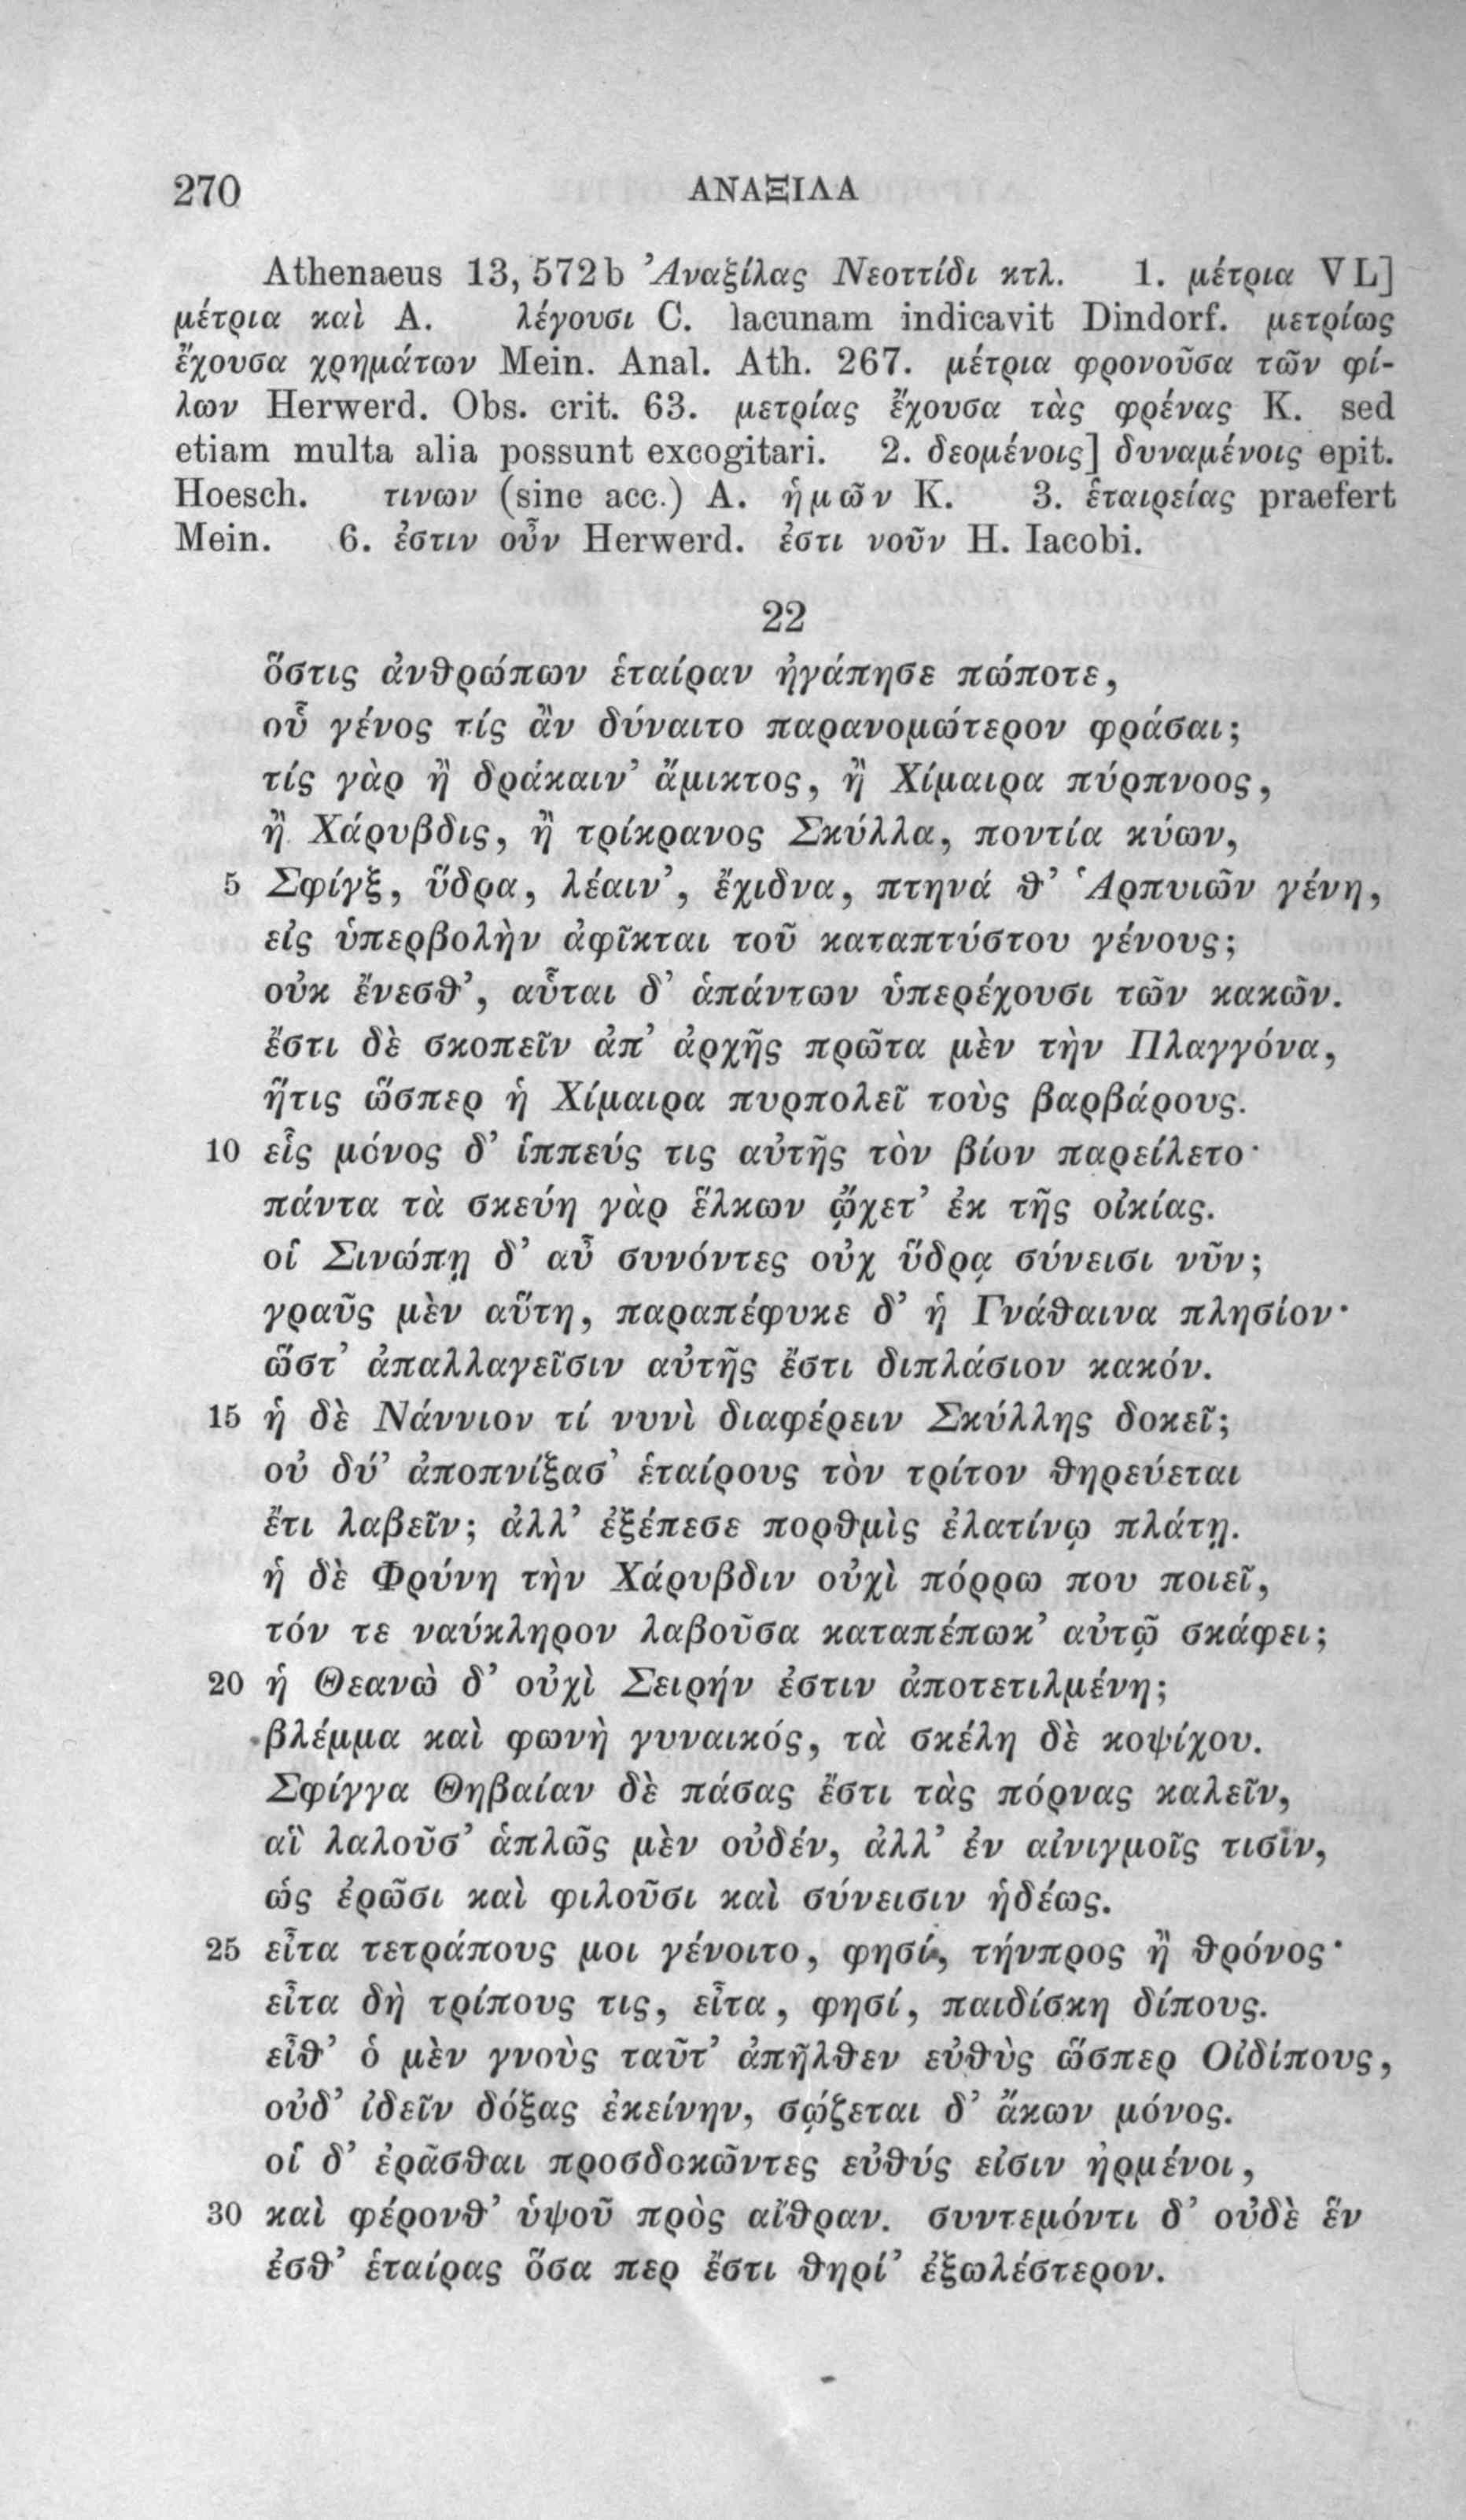 270 ΑΝΑΞΙΛΑ
Athenaeus 13, 572b Ἀναξίλας Νεοττίδι κτλ. 1. μέτρια VL]
μέτρια καὶ A. λέγουσι C. lacunam indicavit Dindorf. μετρίως
ἔχουσα χρημάτων Mein. Anal. Ath. 267. μέτρια φρονοῦσα τῶν φί-
λων Herwerd. Obs. crit. 63. μετρίας ἔχουσα τὰς φρένας K. sed
etiam multa alia possunt excogitari. 2. δεομένοις] δυναμένοις epit.
Hoesch. τινων (sine acc.) A. ἡμῶν K. 3. ἑταιρείας praefert
Mein. 6. ἐστιν οὖν Herwerd. ἐστι νοῦν H. Iacobi.
22
ὅστις ἀνθρώπων ἑταίραν ἠγάπησε πώποτε,
οὗ γένος τίς ἂν δύναιτο παρανομώτερον φράσαι;
τίς γὰρ ἢ δράκαιν' ἄμικτος, ἢ Χίμαιρα πύρπνοος,
ἢ Χάρυβδις, ἢ τρίκρανος Σκύλλα, ποντία κύων,
5 Σφίγξ, ὕδρα, λέαιν', ἔχιδνα, πτηνά θ' Ἁρπυιῶν γένη,
εἰς ὑπερβολὴν ἀφῖκται τοῦ καταπτύστου γένους;
οὐκ ἔνεσθ', αὗται δ' ἁπάντων ὑπερέχουσι τῶν κακῶν.
ἔστι δὲ σκοπεῖν ἀπ' ἀρχῆς πρῶτα μὲν τὴν Πλαγγόνα,
ἥτις ὥσπερ ἡ Χίμαιρα πυρπολεῖ τοὺς βαρβάρους.
10 εἷς μόνος δ' ἱππεύς τις αὐτῆς τὸν βίον παρείλετο·
πάντα τὰ σκεύη γὰρ ἕλκων ᾤχετ' ἐκ τῆς οἰκίας.
οἱ Σινώπῃ δ' αὖ συνόντες οὐχ ὕδρᾳ σύνεισι νῦν;
γραῦς μὲν αὕτη, παραπέφυκε δ' ἡ Γνάθαινα πλησίον·
ὥστ' ἀπαλλαγεῖσιν αὐτῆς ἔστι διπλάσιον κακόν.
15 ἡ δὲ Νάννιον τί νυνὶ διαφέρειν Σκύλλης δοκεῖ;
οὐ δύ' ἀποπνίξασ' ἑταίρους τὸν τρίτον θηρεύεται
ἔτι λαβεῖν; ἀλλ' ἐξέπεσε πορθμὶς ἐλατίνῳ πλάτῃ.
ἡ δὲ Φρύνη τὴν Χάρυβδιν οὐχὶ πόρρω που ποιεῖ,
τόν τε ναύκληρον λαβοῦσα καταπέπωκ' αὐτῷ σκάφει;
20 ἡ Θεανὼ δ' οὐχὶ Σειρήν ἐστιν ἀποτετιλμένη;
βλέμμα καὶ φωνὴ γυναικός, τὰ σκέλη δὲ κοψίχου.
Σφίγγα Θηβαίαν δὲ πάσας ἔστι τὰς πόρνας καλεῖν,
αἳ λαλοῦσ' ἁπλῶς μὲν οὐδέν, ἀλλ' ἐν αἰνιγμοῖς τισίν,
ὡς ἐρῶσι καὶ φιλοῦσι καὶ σύνεισιν ἡδέως.
25 εἶτα τετράπους μοι γένοιτο, φησί, τήνπρος ἢ θρόνος·
εἶτα δὴ τρίπους τις, εἶτα, φησί, παιδίσκη δίπους.
εἶθ' ὁ μὲν γνοὺς ταῦτ' ἀπῆλθεν εὐθὺς ὥσπερ Οἰδίπους,
οὐδ' ἰδεῖν δόξας ἐκείνην, σῴζεται δ' ἄκων μόνος.
οἱ δ' ἐρᾶσθαι προσδοκῶντες εὐθύς εἰσιν ἠρμένοι,
30 καὶ φέρονθ' ὑψοῦ πρὸς αἴθραν. συντεμόντι δ' οὐδὲ ἓν
ἐσθ' ἑταίρας ὅσα περ ἔστι θηρί' ἐξωλέστερον.